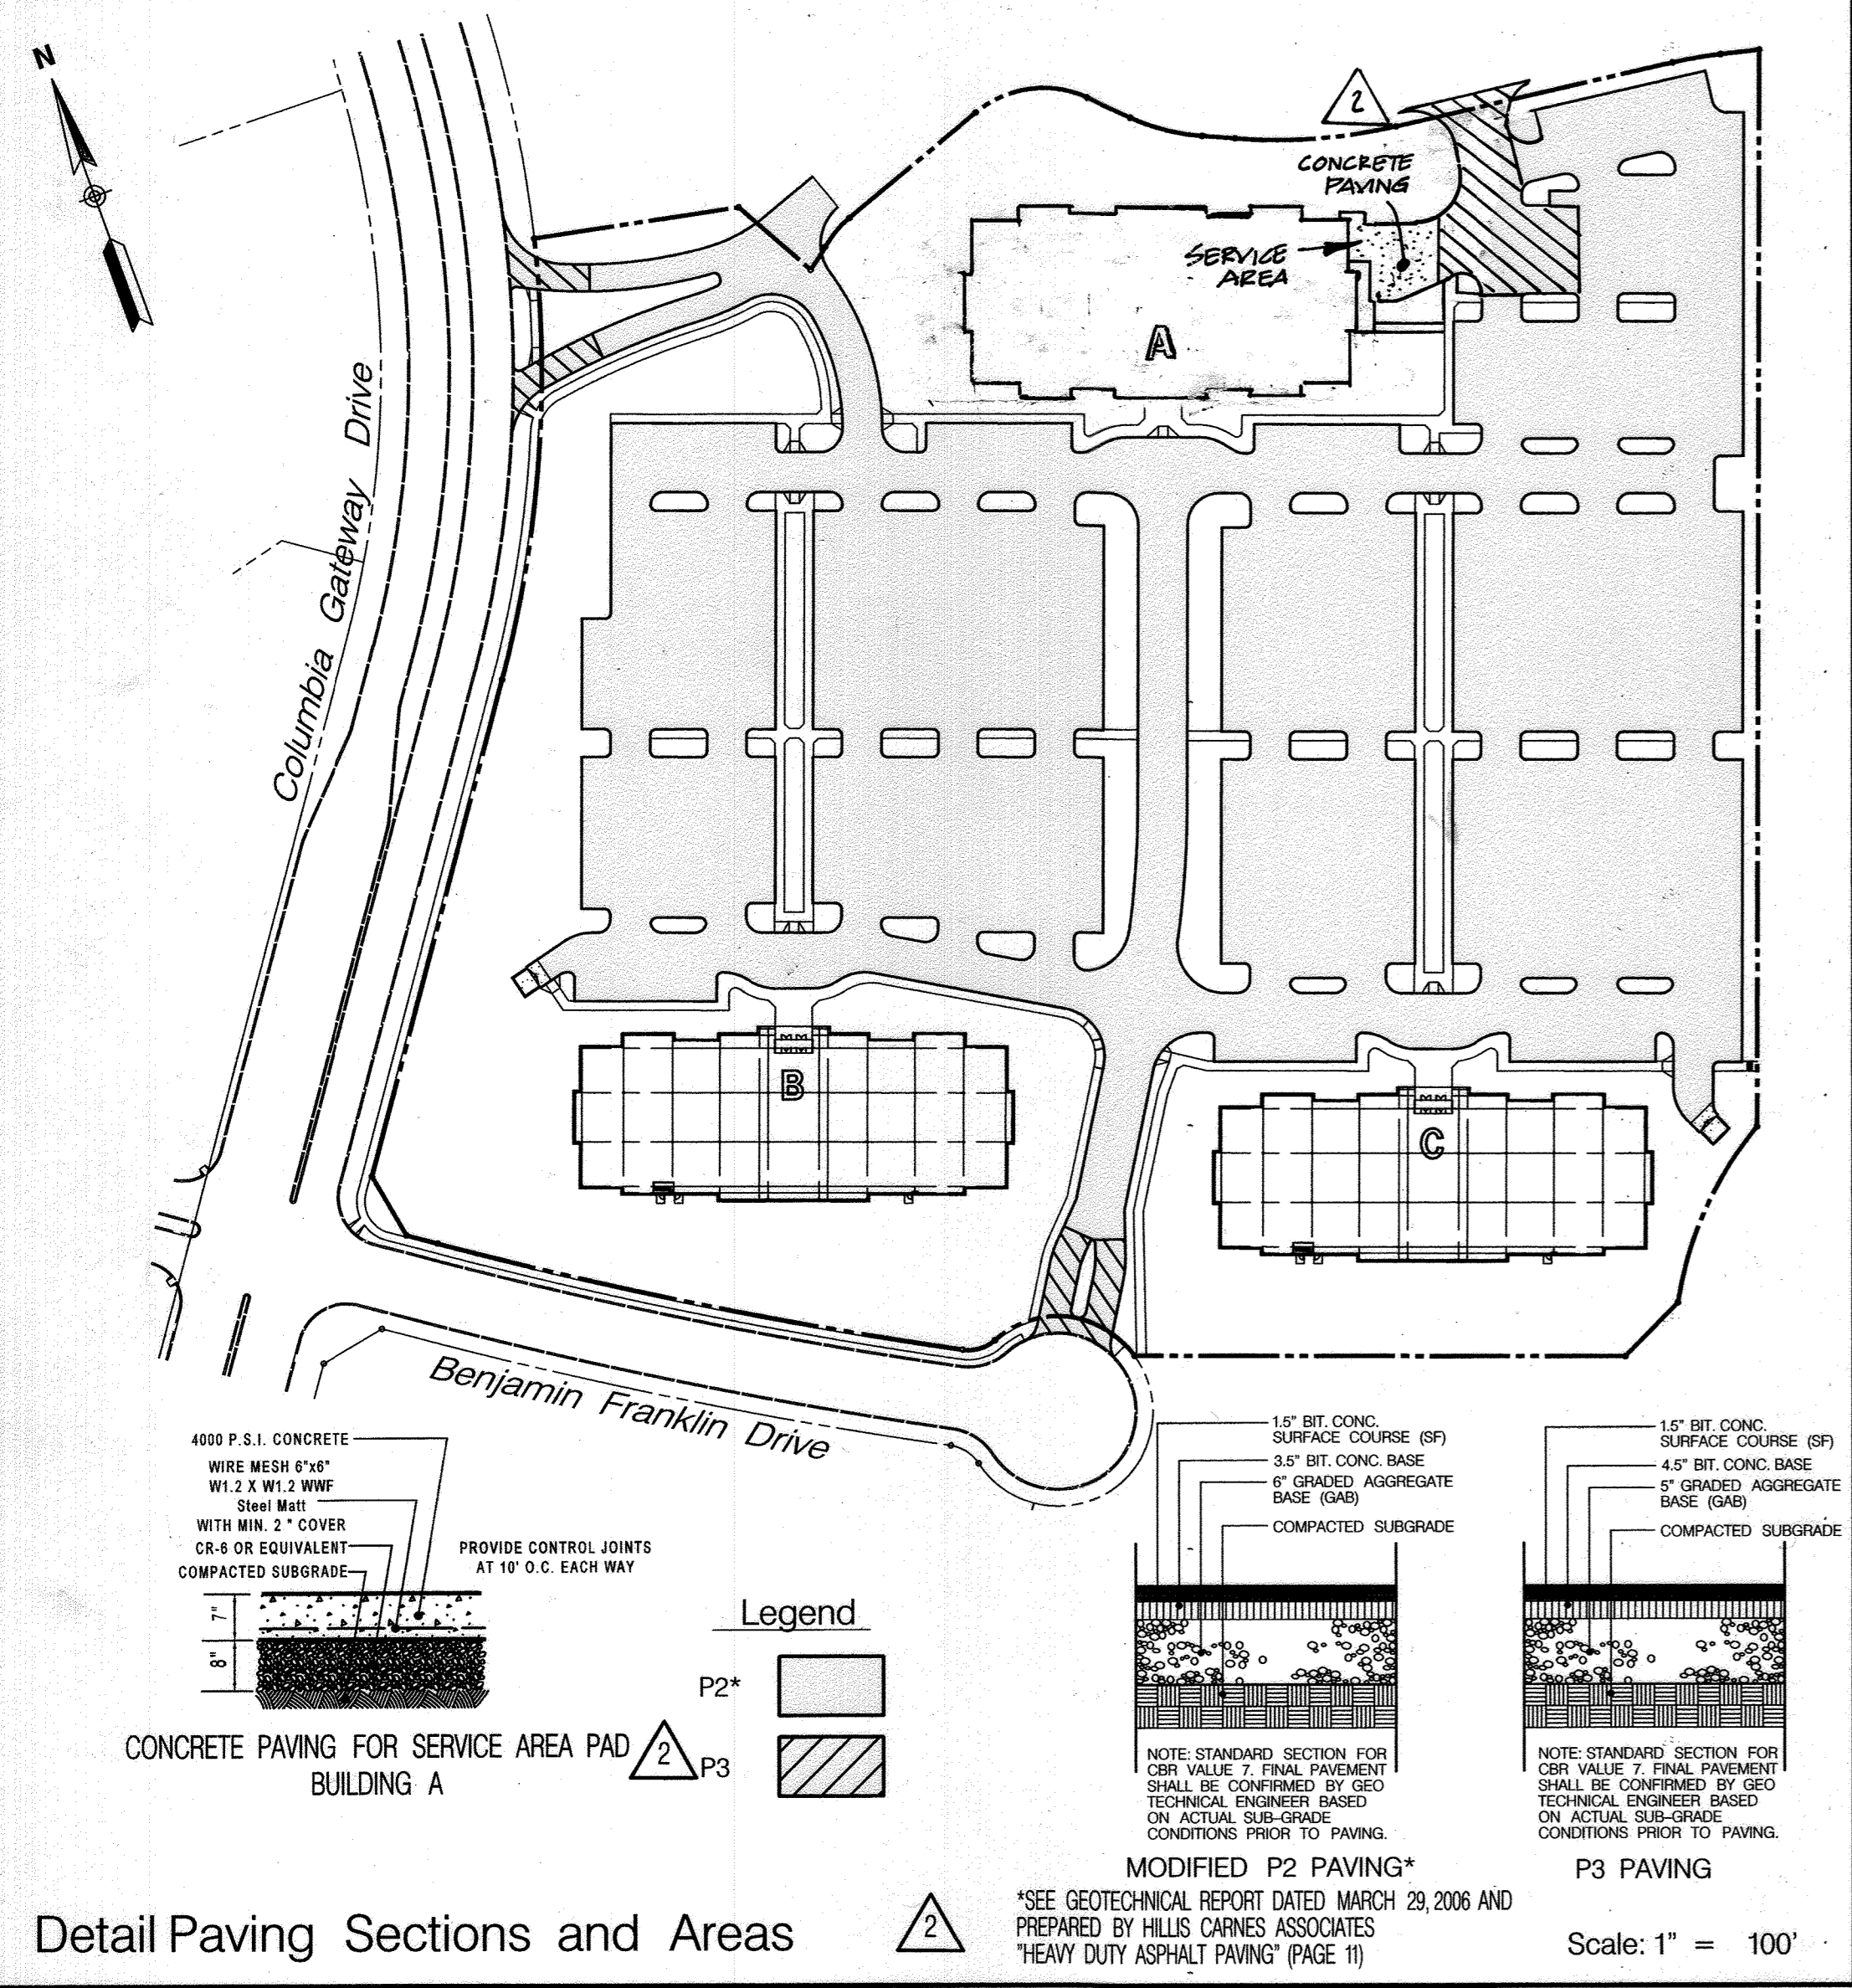 N
2
CONCRETE
PAVING
SERVICE
AREA
A
Columbia Gateway Drive
B
C
Benjamin Franklin Drive
4000 P.S.I. CONCRETE
WIRE MESH 6"x6"
W1.2 X W1.2 WWF
Steel Matt
WITH MIN. 2 " COVER
CR-6 OR EQUIVALENT
COMPACTED SUBGRADE
PROVIDE CONTROL JOINTS
AT 10' O.C. EACH WAY
7"
8"
CONCRETE PAVING FOR SERVICE AREA PAD
BUILDING A
2
Legend
P2*
P3
1.5" BIT. CONC.
SURFACE COURSE (SF)
3.5" BIT. CONC. BASE
6" GRADED AGGREGATE
BASE (GAB)
COMPACTED SUBGRADE
NOTE: STANDARD SECTION FOR
CBR VALUE 7. FINAL PAVEMENT
SHALL BE CONFIRMED BY GEO
TECHNICAL ENGINEER BASED
ON ACTUAL SUB-GRADE
CONDITIONS PRIOR TO PAVING.
MODIFIED P2 PAVING*
1.5" BIT. CONC.
SURFACE COURSE (SF)
4.5" BIT. CONC. BASE
5" GRADED AGGREGATE
BASE (GAB)
COMPACTED SUBGRADE
NOTE: STANDARD SECTION FOR
CBR VALUE 7. FINAL PAVEMENT
SHALL BE CONFIRMED BY GEO
TECHNICAL ENGINEER BASED
ON ACTUAL SUB-GRADE
CONDITIONS PRIOR TO PAVING.
P3 PAVING
Detail Paving Sections and Areas
2
*SEE GEOTECHNICAL REPORT DATED MARCH 29, 2006 AND
PREPARED BY HILLIS CARNES ASSOCIATES
"HEAVY DUTY ASPHALT PAVING" (PAGE 11)
Scale: 1" = 100'